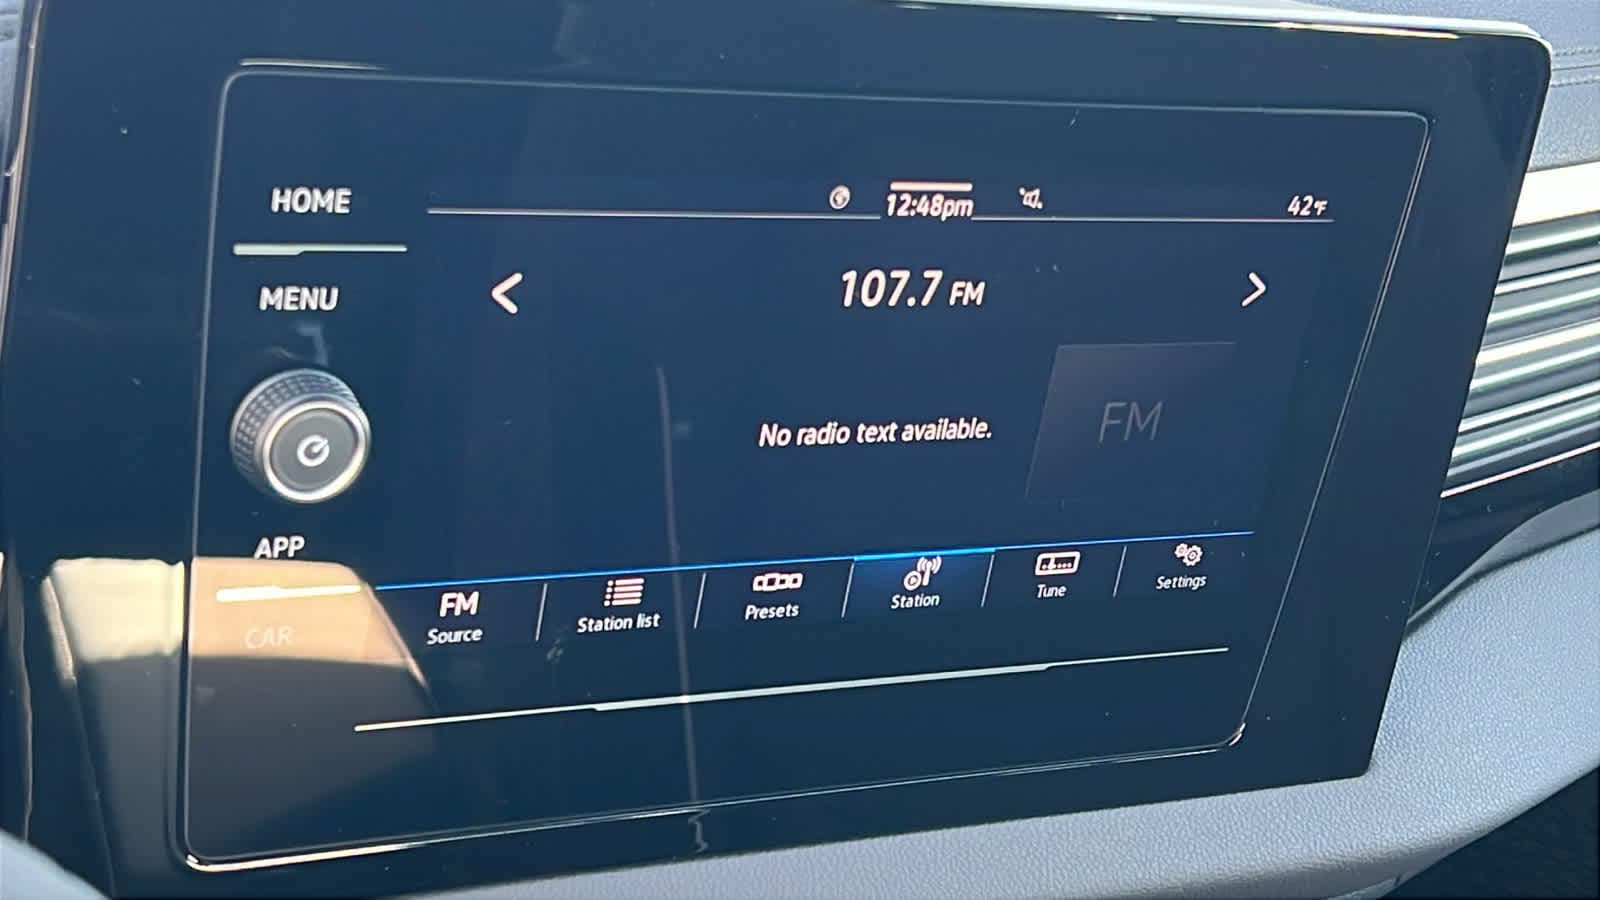 HOME
12:48pm
42°F
MENU
107.7 FM
No radio text available.
FM
APP
CAR
FM
Source
Station list
Presets
Station
Tune
Settings